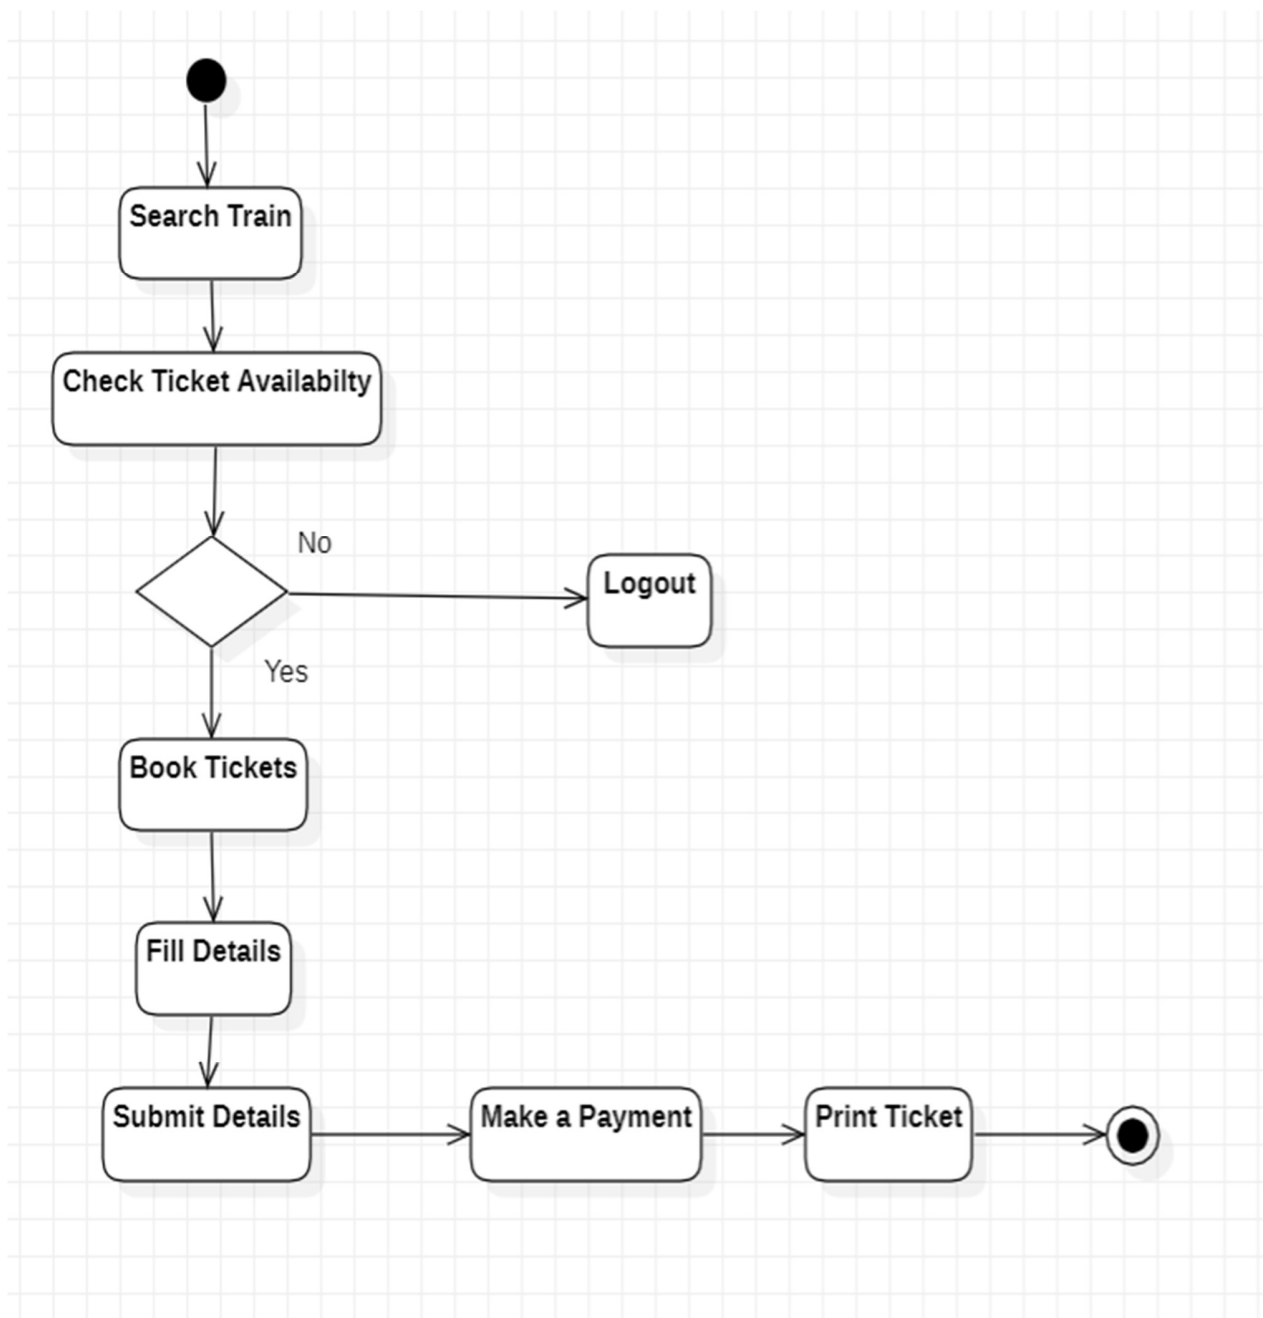 Search Train
Check Ticket Availabilty
No
Logout
Yes
Book Tickets
Fill Details
Submit Details
Make a Payment
Print Ticket